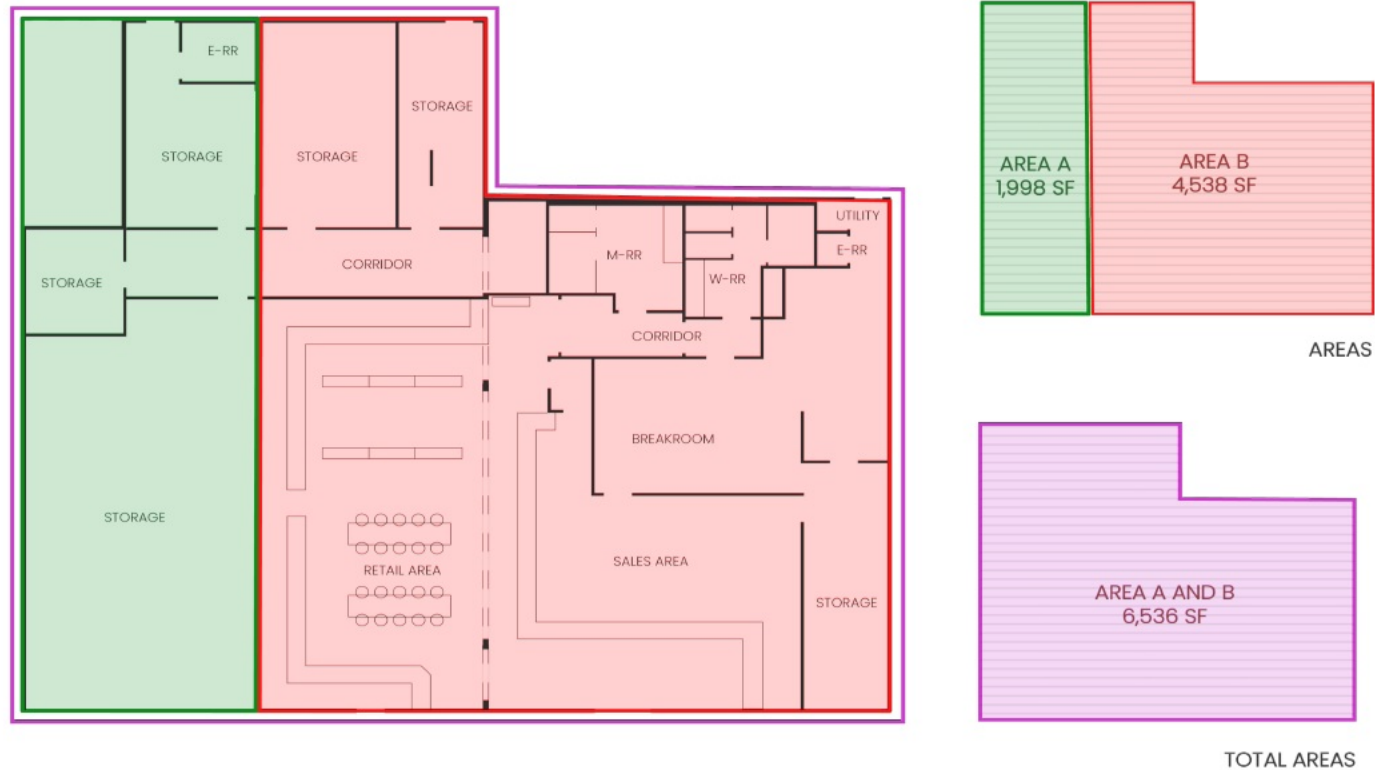 E-RR
STORAGE
STORAGE
STORAGE
STORAGE
CORRIDOR
STORAGE
RETAIL AREA
UTILITY
E-RR
M-RR
W-RR
CORRIDOR
BREAKROOM
SALES AREA
STORAGE
AREA A
1,998 SF
AREA B
4,538 SF
AREAS
AREA A AND B
6,536 SF
TOTAL AREAS